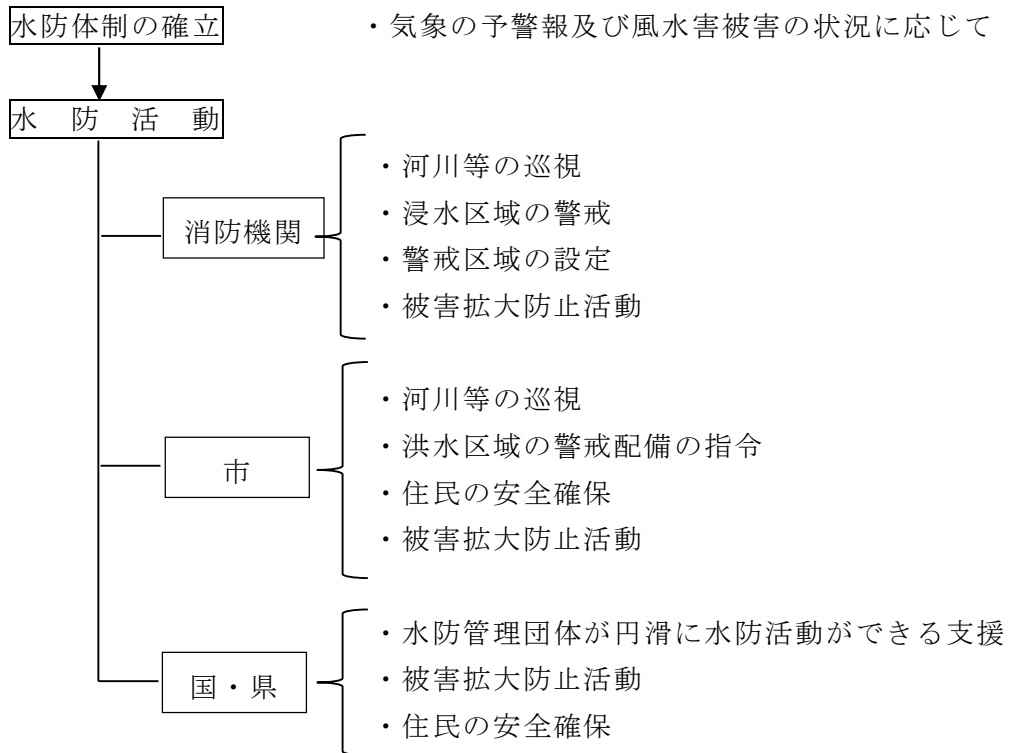 水防体制の確立 ・気象の予警報及び風水害被害の状況に応じて
水防活動
消防機関
・河川等の巡視
・浸水区域の警戒
・警戒区域の設定
・被害拡大防止活動
市
・河川等の巡視
・洪水区域の警戒配備の指令
・住民の安全確保
・被害拡大防止活動
国・県
・水防管理団体が円滑に水防活動ができる支援
・被害拡大防止活動
・住民の安全確保